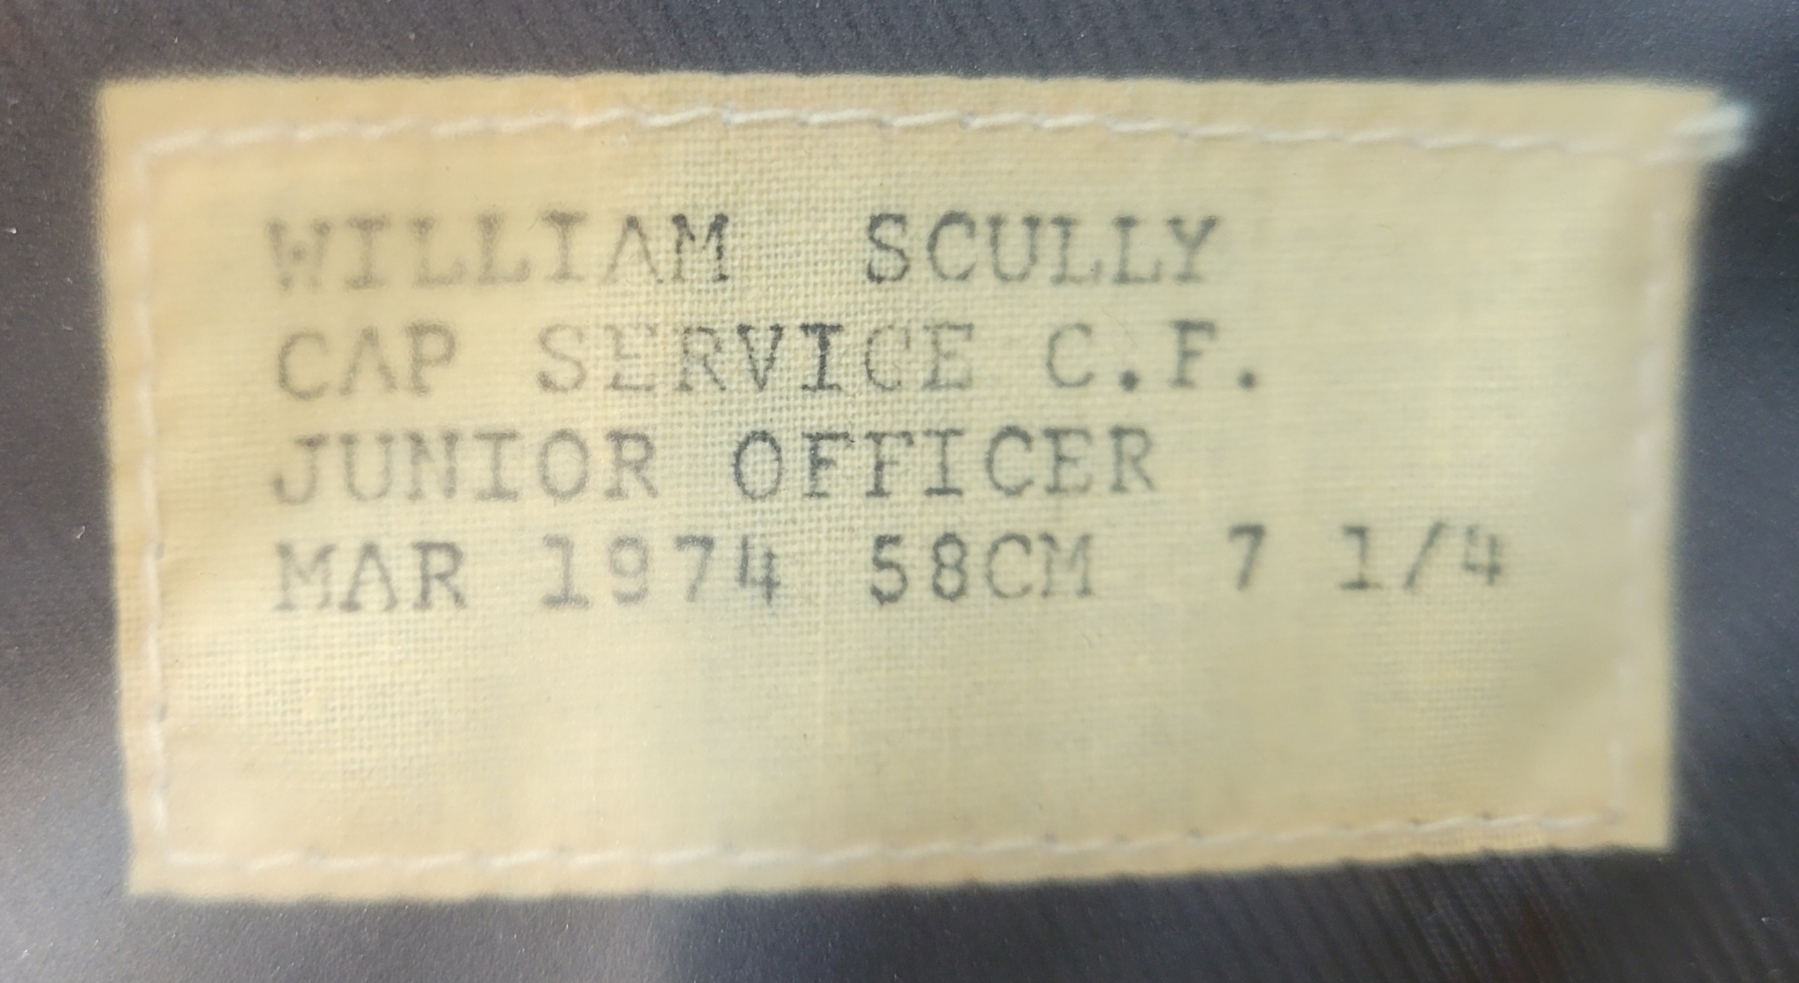 WILLIAM SCULLY
CAP SERVICE C.F.
JUNIOR OFFICER
MAR 1974 58CM 7 1/4